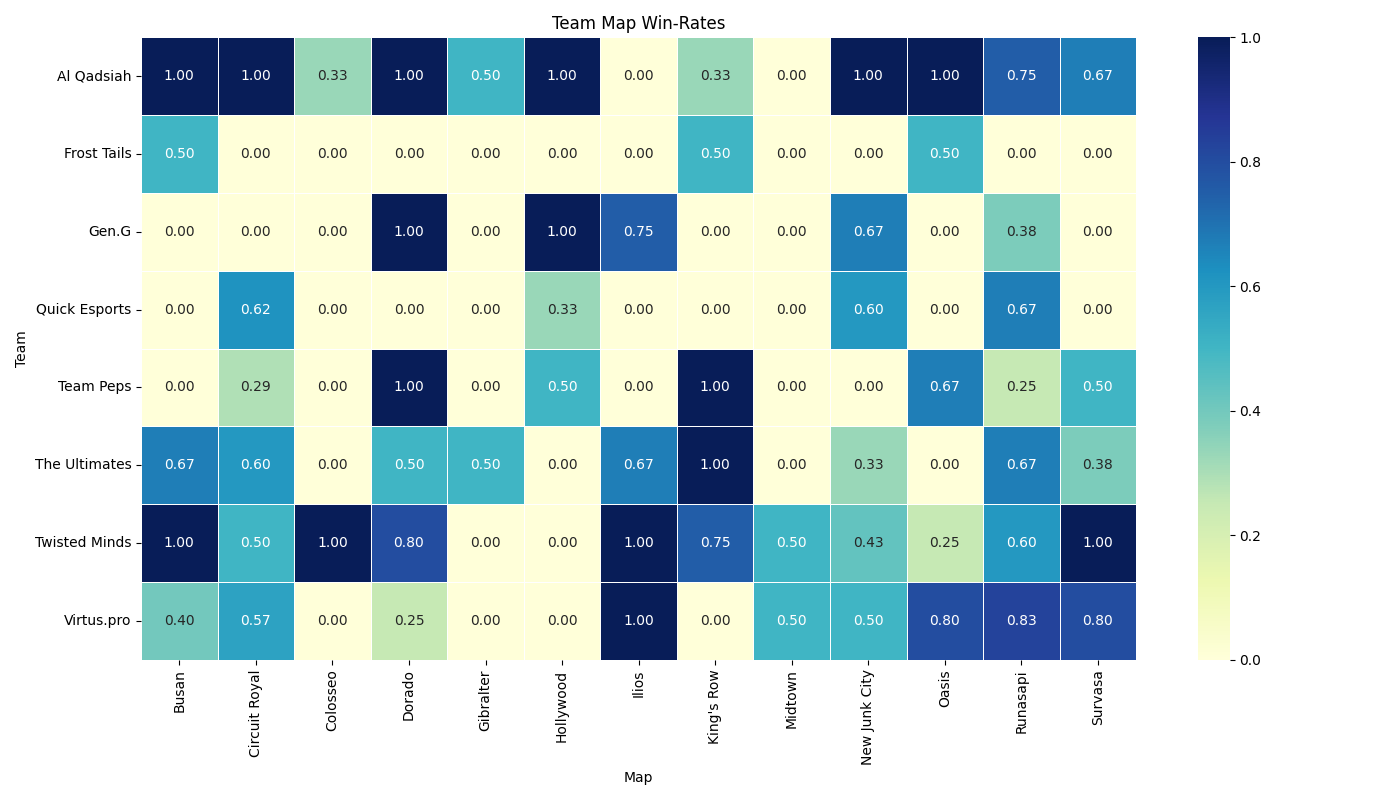 Team Map Win-Rates
Al Qadsiah 1.00 1.00 0.33 1.00 0.50 1.00 0.00 0.33 0.00 1.00 1.00 0.75 0.67
Frost Tails 0.50 0.00 0.00 0.00 0.00 0.00 0.00 0.50 0.00 0.00 0.50 0.00 0.00
Gen.G 0.00 0.00 0.00 1.00 0.00 1.00 0.75 0.00 0.00 0.67 0.00 0.38 0.00
Quick Esports 0.00 0.62 0.00 0.00 0.00 0.33 0.00 0.00 0.00 0.60 0.00 0.67 0.00
Team Peps 0.00 0.29 1.00 0.00 0.50 0.00 1.00 0.00 0.00 0.67 0.25 0.50
The Ultimates 0.67 0.60 0.00 0.50 0.50 0.00 0.67 1.00 0.00 0.33 0.00 0.67 0.38
Twisted Minds 1.00 0.50 1.00 0.80 0.00 0.00 1.00 0.75 0.50 0.43 0.25 0.60 1.00
Virtus.pro 0.40 0.57 0.00 0.25 0.00 0.00 1.00 0.00 0.50 0.50 0.80 0.83 0.80
Team
Busan Circuit Royal Colosseo Dorado Gibralter Hollywood Ilios King's Row Midtown New Junk City Oasis Runasapi Survasa
Map
1.0
0.8
0.6
0.4
0.2
0.0